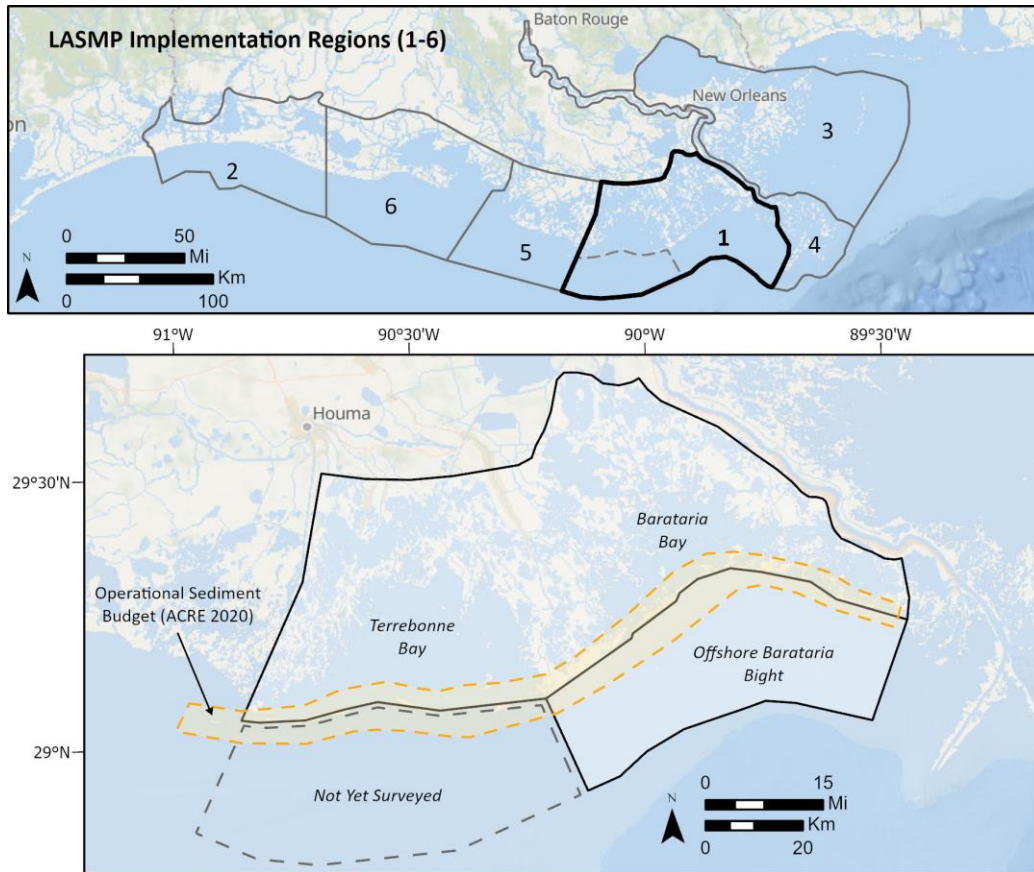 LASMP Implementation Regions (1-6)
Baton Rouge
New Orleans
on
3
2
6
1
4
5
N
0 50
Mi
Km
0 100
91°W 90°30'W 90°W 89°30'W
Houma
29°30'N
Barataria
Bay
Operational Sediment
Budget (ACRE 2020)
Terrebonne
Bay
Offshore Barataria
Bight
29°N
Not Yet Surveyed
N
0 15
Mi
Km
0 20